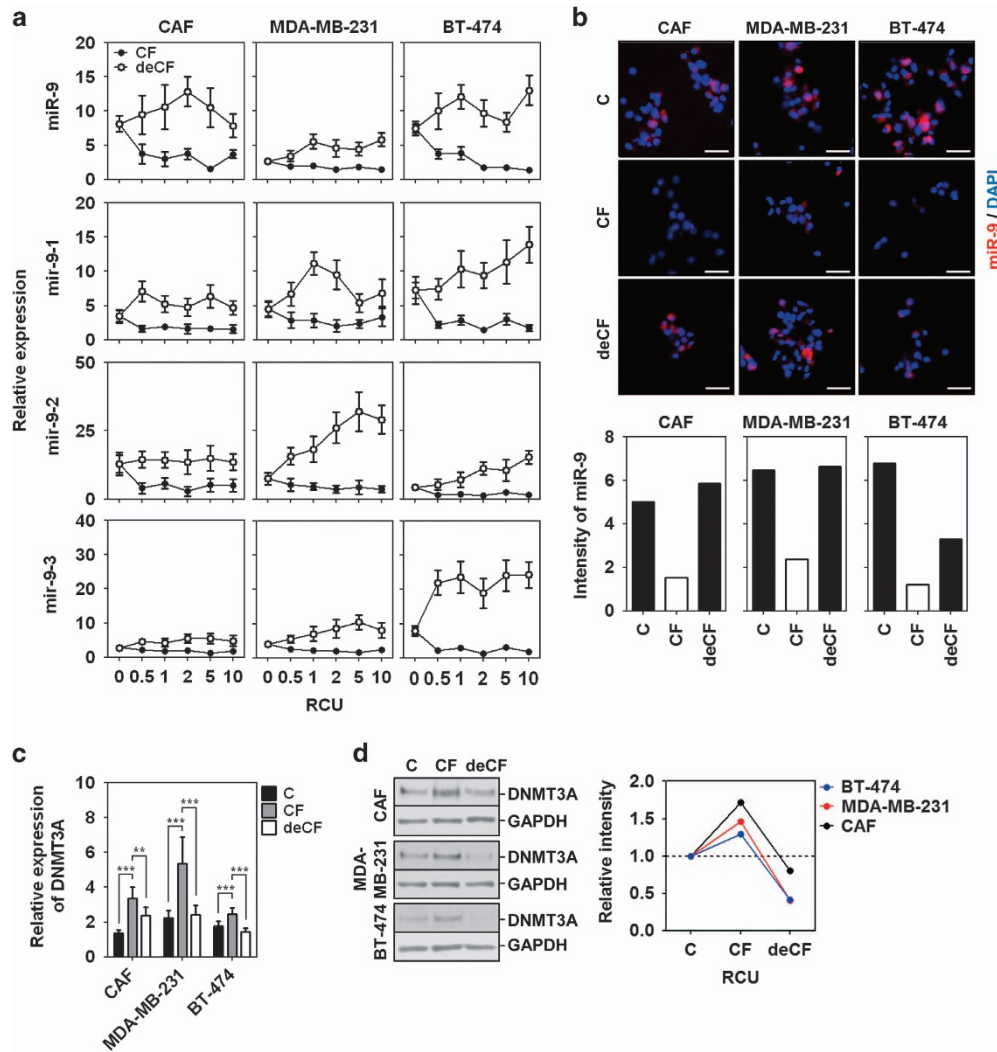 a
CAF MDA-MB-231 BT-474
CF
deCF
Relative expression
miR-9
20
15
10
5
0
mir-9-1
20
15
10
5
0
mir-9-2
50
25
0
mir-9-3
40
30
20
10
0
0 0.5 1 2 5 10 0 0.5 1 2 5 10 0 0.5 1 2 5 10
RCU
b
CAF MDA-MB-231 BT-474
C
CF
deCF
miR-9 / DAPI
CAF MDA-MB-231 BT-474
Intensity of miR-9
8
6
4
2
0
C CF deCF C CF deCF C CF deCF
c
Relative expression of DNMT3A
10
8
6
4
2
0
C
CF
deCF
*** ** *** *** *** ***
CAF MDA-MB-231 BT-474
d
C CF deCF
CAF
DNMT3A
GAPDH
MDA-MB-231
DNMT3A
GAPDH
BT-474
DNMT3A
GAPDH
Relative intensity
2.0
1.5
1.0
0.5
0
BT-474
MDA-MB-231
CAF
C CF deCF
RCU